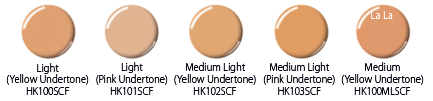 La La
Light
(Yellow Undertone)
HK100SCF
Light
(Pink Undertone)
HK101SCF
Medium Light
(Yellow Undertone)
HK102SCF
Medium Light
(Pink Undertone)
HK103SCF
Medium
(Yellow Undertone)
HK100MLSCF